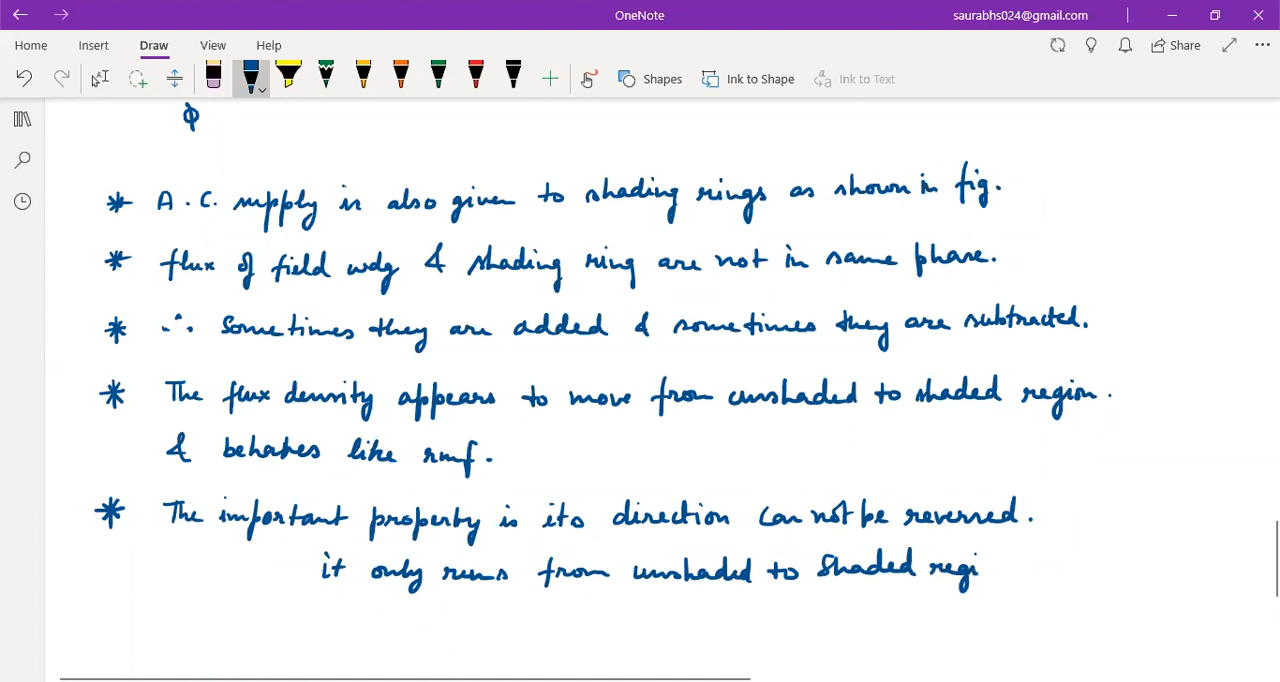 OneNote
saurabhs024@gmail.com
Home Insert Draw View Help
Share
Shapes
Ink to Shape
Ink to Text
ϕ
* A.C. supply is also given to shading rings as shown in fig.
* flux of field wdg & shading ring are not in same phase.
* ∴ Sometimes they are added & sometimes they are subtracted.
* The flux density appears to move from unshaded to shaded region.
& behaves like rmf.
* The important property is its direction can not be reversed.
it only runs from unshaded to shaded regi